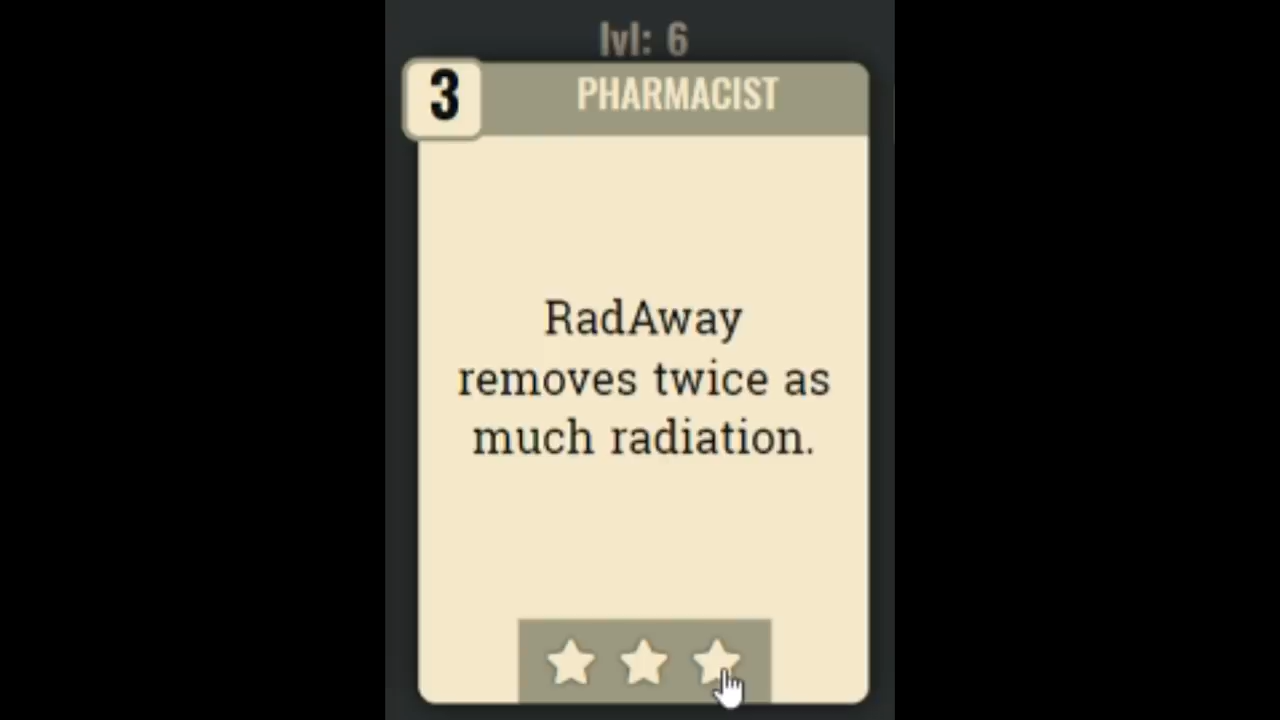 lvl: 6
3
PHARMACIST
RadAway
removes twice as
much radiation.